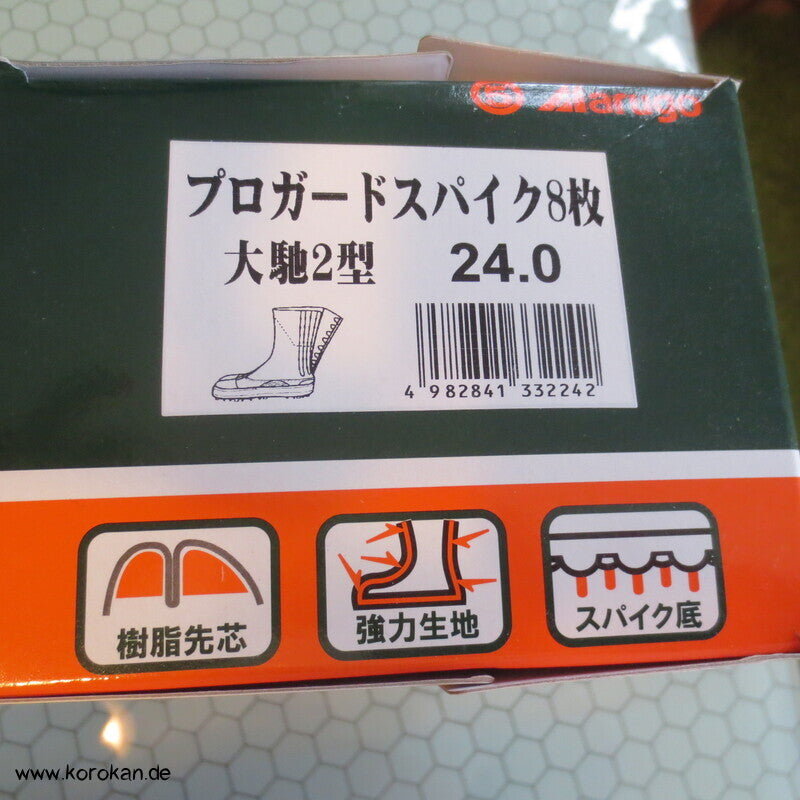 Marugo
プロガードスパイク8枚
大馳2型 24.0
4 982841 332242
樹脂先芯
強力生地
スパイク底
www.korokan.de